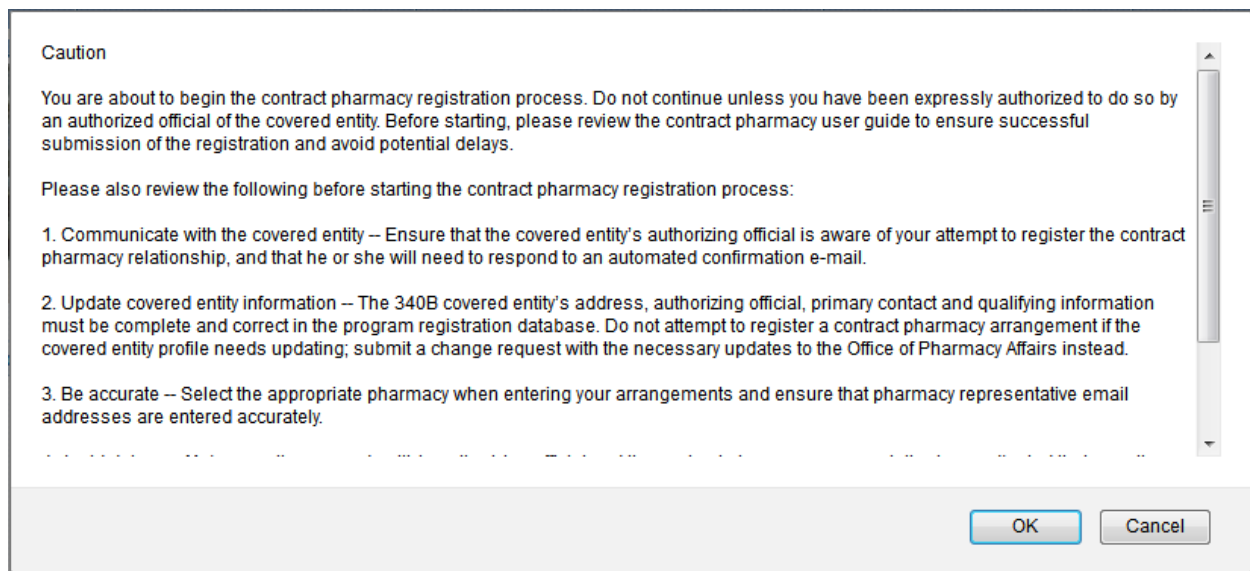 Caution
You are about to begin the contract pharmacy registration process. Do not continue unless you have been expressly authorized to do so by
an authorized official of the covered entity. Before starting, please review the contract pharmacy user guide to ensure successful
submission of the registration and avoid potential delays.
Please also review the following before starting the contract pharmacy registration process:
1. Communicate with the covered entity -- Ensure that the covered entity's authorizing official is aware of your attempt to register the contract
pharmacy relationship, and that he or she will need to respond to an automated confirmation e-mail.
2. Update covered entity information -- The 340B covered entity's address, authorizing official, primary contact and qualifying information
must be complete and correct in the program registration database. Do not attempt to register a contract pharmacy arrangement if the
covered entity profile needs updating; submit a change request with the necessary updates to the Office of Pharmacy Affairs instead.
3. Be accurate -- Select the appropriate pharmacy when entering your arrangements and ensure that pharmacy representative email
addresses are entered accurately.
OK
Cancel